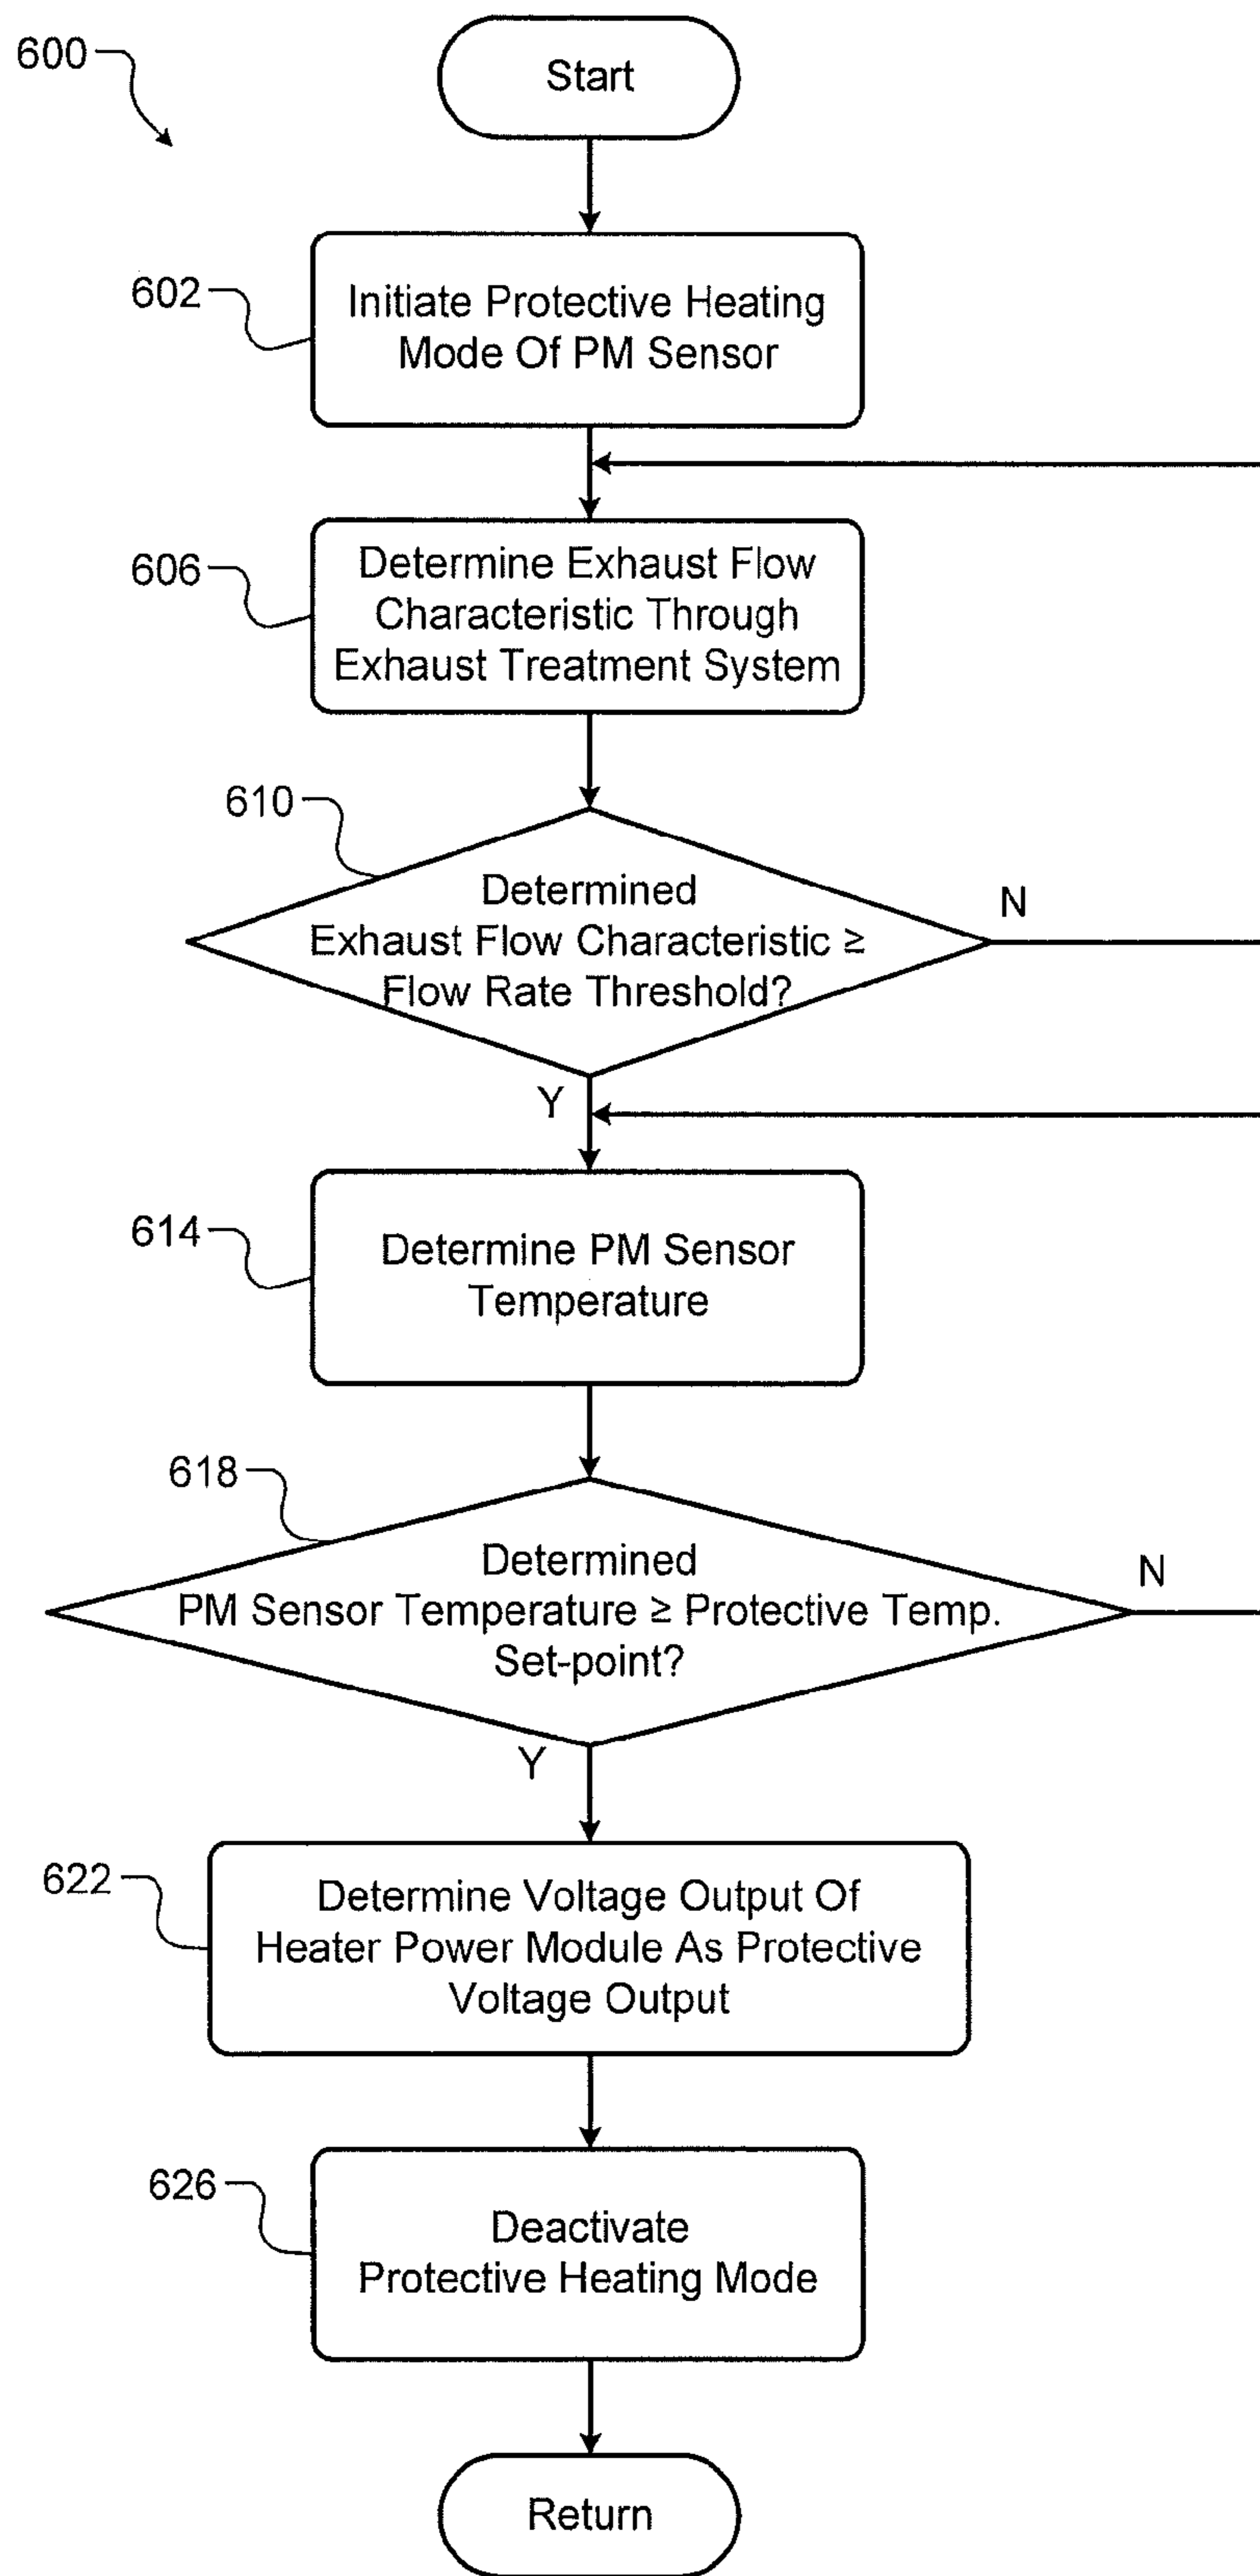 600
Start
602
Initiate Protective Heating
Mode Of PM Sensor
606
Determine Exhaust Flow
Characteristic Through
Exhaust Treatment System
610
Determined
Exhaust Flow Characteristic ≥
Flow Rate Threshold?
N
Y
614
Determine PM Sensor
Temperature
618
Determined
PM Sensor Temperature ≥ Protective Temp.
Set-point?
N
Y
622
Determine Voltage Output Of
Heater Power Module As Protective
Voltage Output
626
Deactivate
Protective Heating Mode
Return